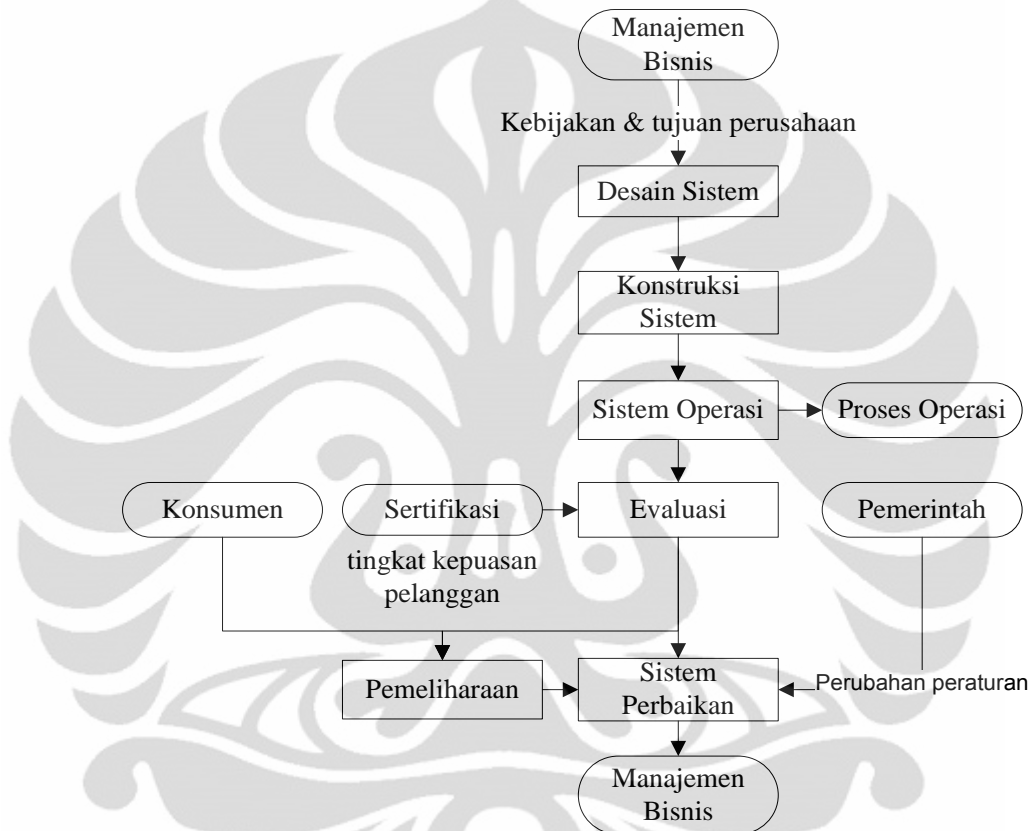 Manajemen
Bisnis
Kebijakan & tujuan perusahaan
Desain Sistem
Konstruksi
Sistem
Sistem Operasi
Proses Operasi
Konsumen
Sertifikasi
Evaluasi
Pemerintah
tingkat kepuasan
pelanggan
Pemeliharaan
Sistem
Perbaikan
Perubahan peraturan
Manajemen
Bisnis